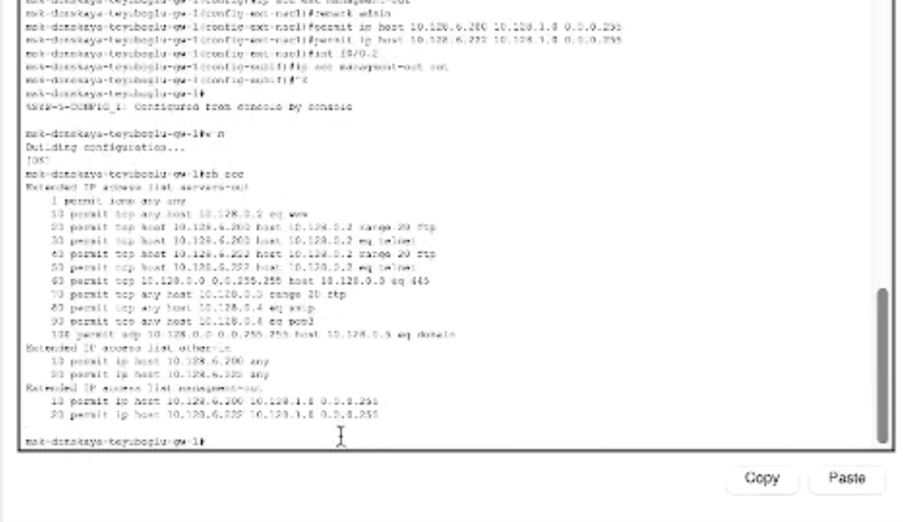 msk-donskaya-teyuboglu-gw-1(config-ext-nacl)#remark admin
msk-donskaya-teyuboglu-gw-1(config-ext-nacl)#permit ip host 10.128.6.200 10.128.1.0 0.0.0.255
msk-donskaya-teyuboglu-gw-1(config-ext-nacl)#permit ip host 10.128.6.222 10.128.1.0 0.0.0.255
msk-donskaya-teyuboglu-gw-1(config-ext-nacl)#int f0/0.2
msk-donskaya-teyuboglu-gw-1(config-subif)#ip acc managment-out out
msk-donskaya-teyuboglu-gw-1(config-subif)#^Z
msk-donskaya-teyuboglu-gw-1#
%SYS-5-CONFIG_I: Configured from console by console
msk-donskaya-teyuboglu-gw-1#w m
Building configuration...
[OK]
msk-donskaya-teyuboglu-gw-1#sh acc
Extended IP access list servers-out
1 permit icmp any any
10 permit tcp any host 10.128.0.2 eq www
20 permit tcp host 10.128.6.200 host 10.128.0.2 range 20 ftp
30 permit tcp host 10.128.6.200 host 10.128.0.2 eq telnet
40 permit tcp host 10.128.6.222 host 10.128.0.2 range 20 ftp
50 permit tcp host 10.128.6.222 host 10.128.0.2 eq telnet
60 permit tcp 10.128.0.0 0.0.255.255 host 10.128.0.3 eq 445
70 permit tcp any host 10.128.0.3 range 20 ftp
80 permit tcp any host 10.128.0.4 eq smtp
90 permit tcp any host 10.128.0.4 eq pop3
100 permit udp 10.128.0.0 0.0.255.255 host 10.128.0.5 eq domain
Extended IP access list other-in
10 permit ip host 10.128.6.200 any
20 permit ip host 10.128.6.222 any
Extended IP access list managment-out
10 permit ip host 10.128.6.200 10.128.1.0 0.0.0.255
20 permit ip host 10.128.6.222 10.128.1.0 0.0.0.255
msk-donskaya-teyuboglu-gw-1#
Copy Paste